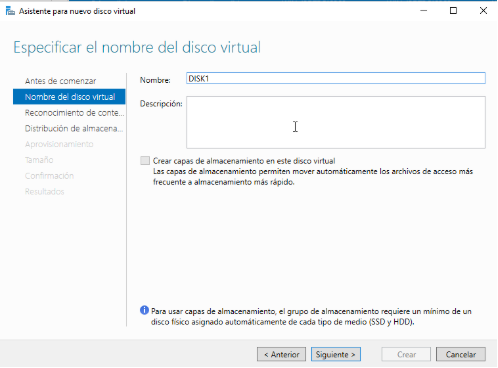 Asistente para nuevo disco virtual
Especificar el nombre del disco virtual
Antes de comenzar
Nombre del disco virtual
Reconocimiento de conte...
Distribución de almacena...
Aprovisionamiento
Tamaño
Confirmación
Resultados
Nombre:
DISK1
Descripción:
Crear capas de almacenamiento en este disco virtual
Las capas de almacenamiento permiten mover automáticamente los archivos de acceso más
frecuente a almacenamiento más rápido.
Para usar capas de almacenamiento, el grupo de almacenamiento requiere un mínimo de un
disco físico asignado automáticamente de cada tipo de medio (SSD y HDD).
< Anterior
Siguiente >
Crear
Cancelar